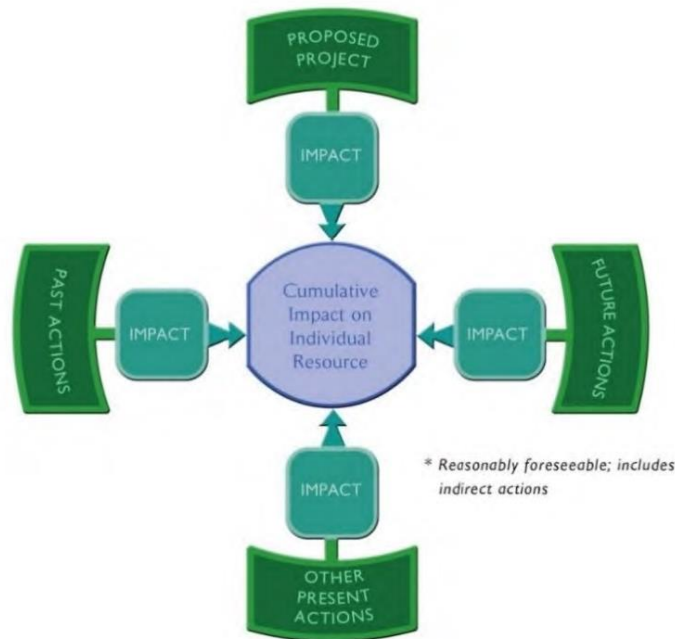 PROPOSED
PROJECT
IMPACT
PAST ACTIONS
IMPACT
Cumulative
Impact on
Individual
Resource
IMPACT
FUTURE ACTIONS
* Reasonably foreseeable; includes
indirect actions
IMPACT
OTHER
PRESENT
ACTIONS